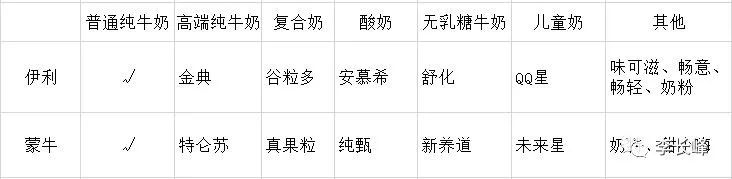 普通纯牛奶 高端纯牛奶 复合奶 酸奶 无乳糖牛奶 儿童奶 其他
伊利 √ 金典 谷粒多 安慕希 舒化 QQ星 味可滋、畅意、
畅轻、奶粉
蒙牛 √ 特仑苏 真果粒 纯甄 新养道 未来星
李长峰